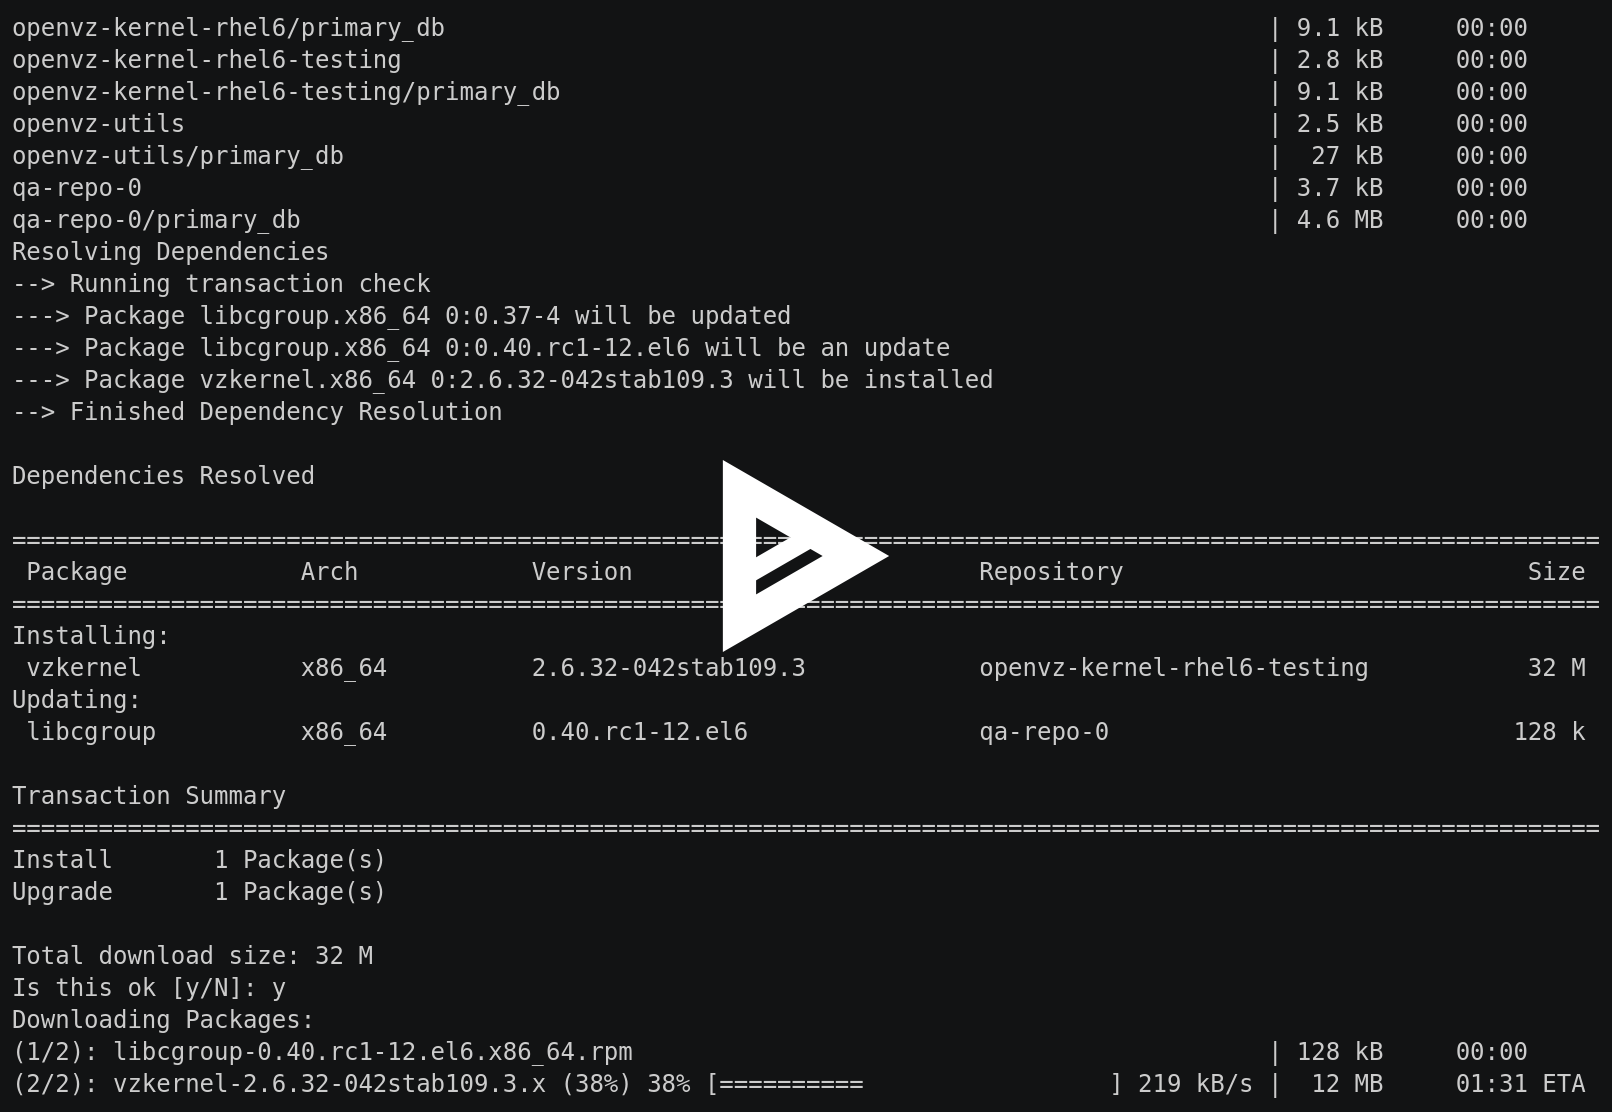 openvz-kernel-rhel6/primary_db                                                         | 9.1 kB     00:00
openvz-kernel-rhel6-testing                                                            | 2.8 kB     00:00
openvz-kernel-rhel6-testing/primary_db                                                 | 9.1 kB     00:00
openvz-utils                                                                           | 2.5 kB     00:00
openvz-utils/primary_db                                                                |  27 kB     00:00
qa-repo-0                                                                              | 3.7 kB     00:00
qa-repo-0/primary_db                                                                   | 4.6 MB     00:00
Resolving Dependencies
--> Running transaction check
---> Package libcgroup.x86_64 0:0.37-4 will be updated
---> Package libcgroup.x86_64 0:0.40.rc1-12.el6 will be an update
---> Package vzkernel.x86_64 0:2.6.32-042stab109.3 will be installed
--> Finished Dependency Resolution

Dependencies Resolved

==============================================================================================================
 Package            Arch            Version                        Repository                            Size
==============================================================================================================
Installing:
 vzkernel           x86_64          2.6.32-042stab109.3            openvz-kernel-rhel6-testing           32 M
Updating:
 libcgroup          x86_64          0.40.rc1-12.el6                qa-repo-0                            128 k

Transaction Summary
==============================================================================================================
Install       1 Package(s)
Upgrade       1 Package(s)

Total download size: 32 M
Is this ok [y/N]: y
Downloading Packages:
(1/2): libcgroup-0.40.rc1-12.el6.x86_64.rpm                                            | 128 kB     00:00
(2/2): vzkernel-2.6.32-042stab109.3.x (38%) 38% [==========                 ] 219 kB/s |  12 MB     01:31 ETA